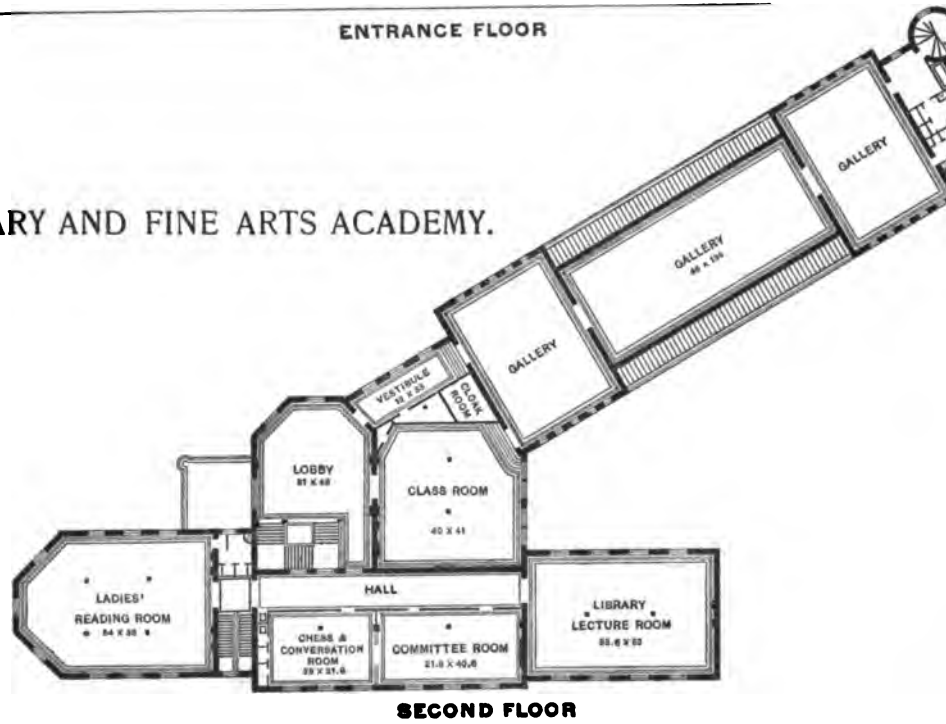 ENTRANCE FLOOR
ARY AND FINE ARTS ACADEMY.
GALLERY
GALLERY
GALLERY
VESTIBULE
CLOAK
ROOM
LOBBY
CLASS ROOM
40 X 41
HALL
LADIES'
READING ROOM
LIBRARY
LECTURE ROOM
CHESS &
CONVERSATION
ROOM
COMMITTEE ROOM
SECOND FLOOR